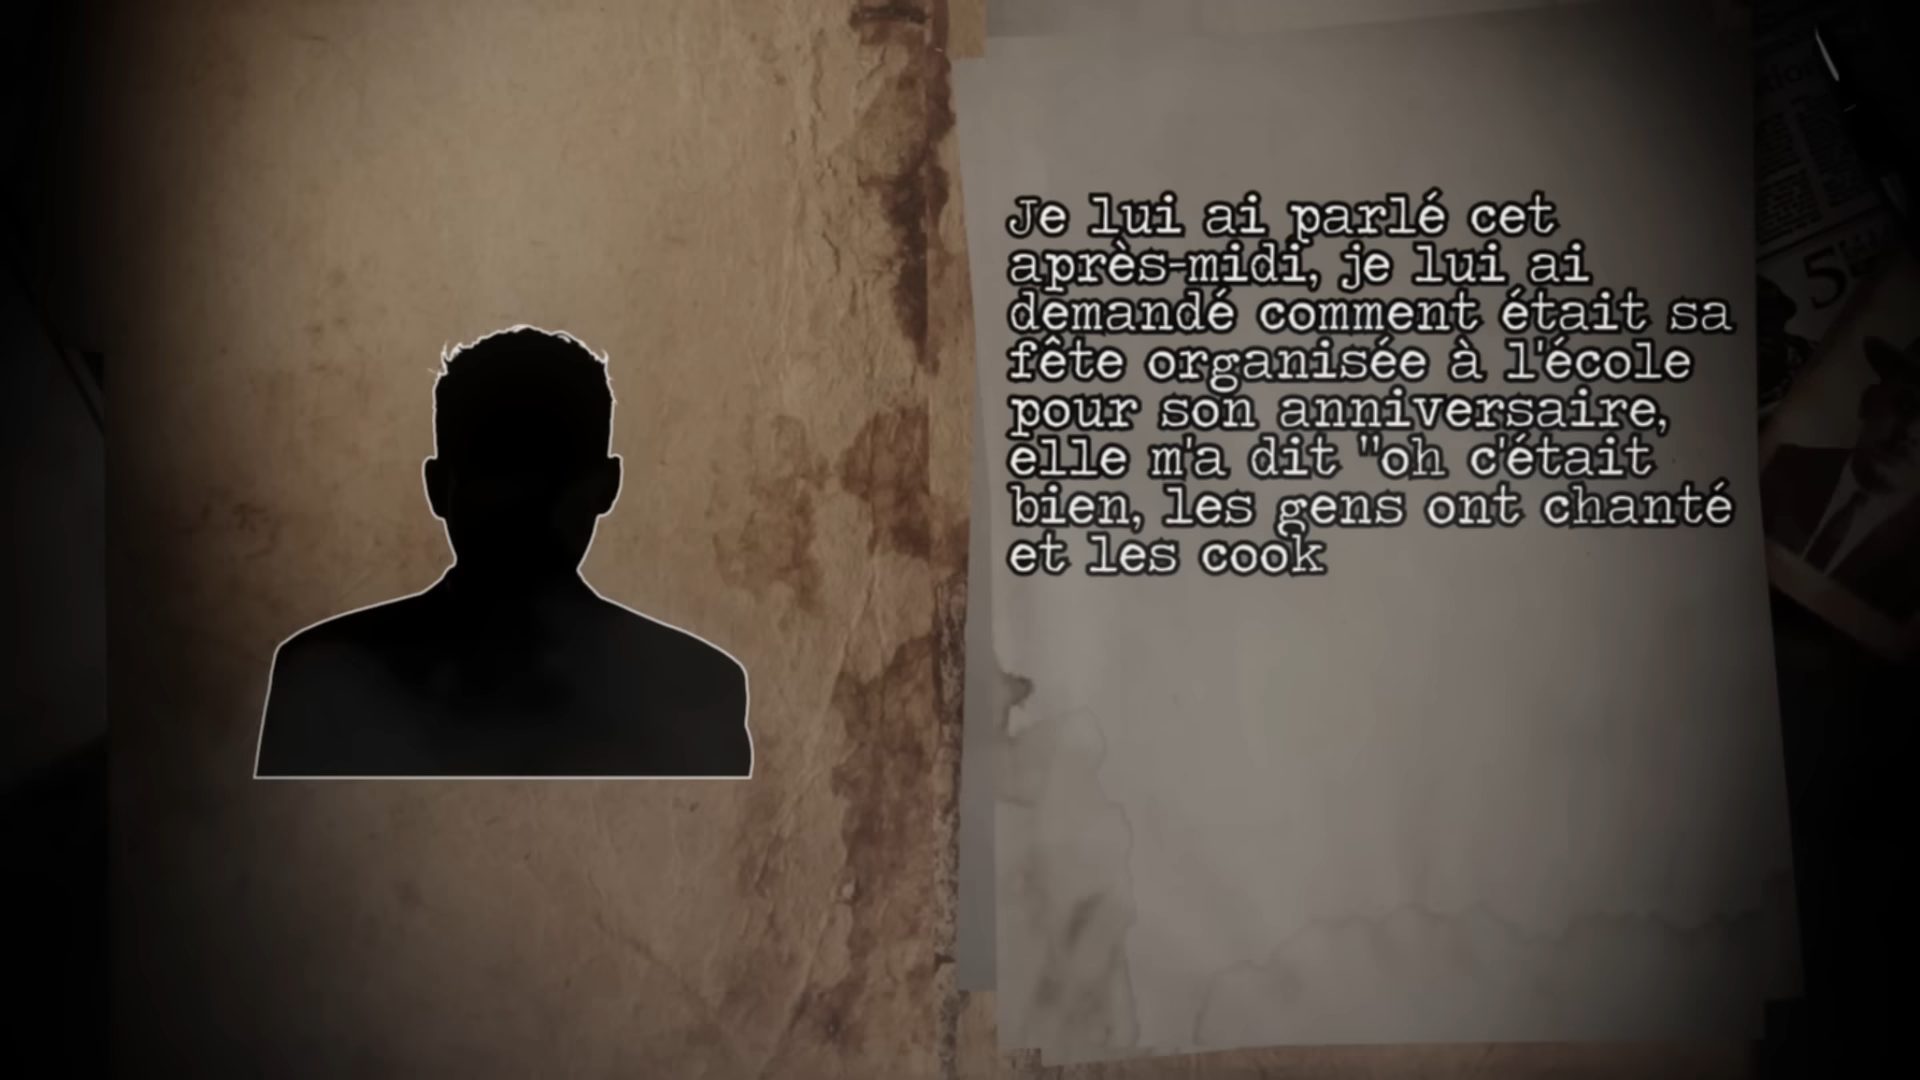 Je lui ai parlé cet
après-midi, je lui ai
demandé comment était sa
fête organisée à l'école
pour son anniversaire,
elle m'a dit "oh c'était
bien, les gens ont chanté
et les cook